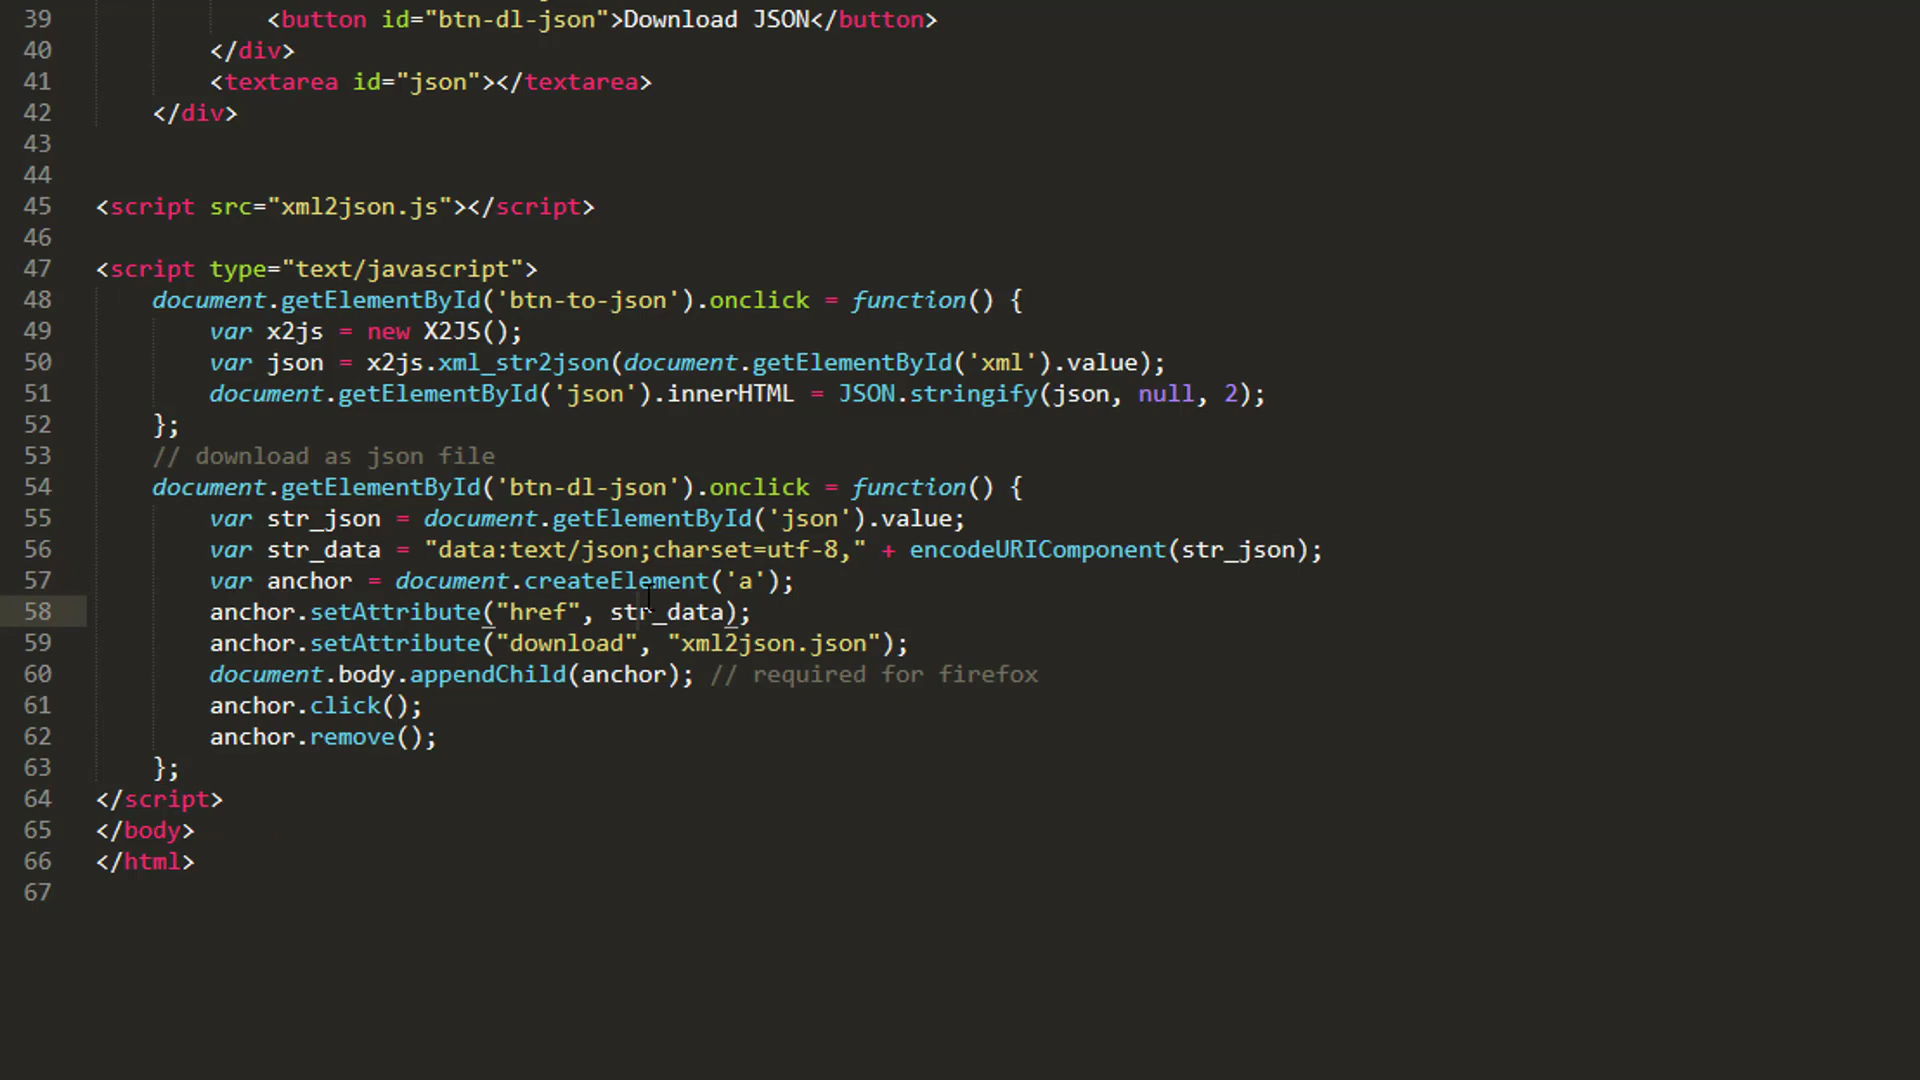 39 <button id="btn-dl-json">Download JSON</button>
40 </div>
41 <textarea id="json"></textarea>
42 </div>
43
44
45 <script src="xml2json.js"></script>
46
47 <script type="text/javascript">
48 document.getElementById('btn-to-json').onclick = function() {
49 var x2js = new X2JS();
50 var json = x2js.xml_str2json(document.getElementById('xml').value);
51 document.getElementById('json').innerHTML = JSON.stringify(json, null, 2);
52 };
53 // download as json file
54 document.getElementById('btn-dl-json').onclick = function() {
55 var str_json = document.getElementById('json').value;
56 var str_data = "data:text/json;charset=utf-8," + encodeURIComponent(str_json);
57 var anchor = document.createElement('a');
58 anchor.setAttribute("href", str_data);
59 anchor.setAttribute("download", "xml2json.json");
60 document.body.appendChild(anchor); // required for firefox
61 anchor.click();
62 anchor.remove();
63 };
64 </script>
65 </body>
66 </html>
67